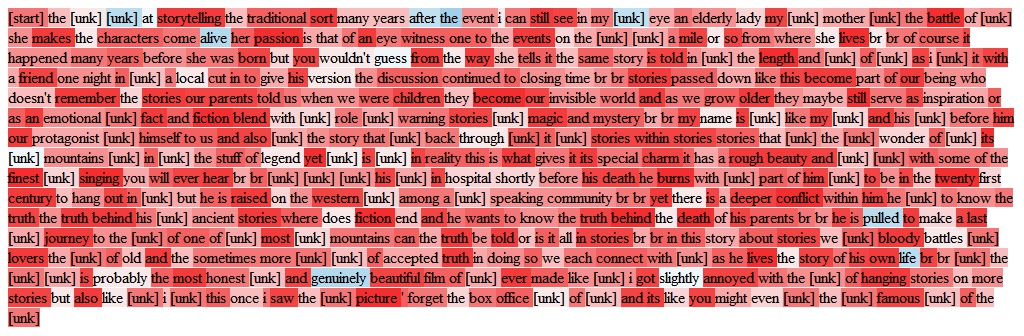 [start] the [unk] [unk] at storytelling the traditional sort many years after the event i can still see in my [unk] eye an elderly lady my [unk] mother [unk] the battle of [unk]
she makes the characters come alive her passion is that of an eye witness one to the events on the [unk] [unk] a mile or so from where she lives br br of course it
happened many years before she was born but you wouldn't guess from the way she tells it the same story is told in [unk] the length and [unk] of [unk] as i [unk] it with
a friend one night in [unk] a local cut in to give his version the discussion continued to closing time br br stories passed down like this become part of our being who
doesn't remember the stories our parents told us when we were children they become our invisible world and as we grow older they maybe still serve as inspiration or
as an emotional [unk] fact and fiction blend with [unk] role [unk] warning stories [unk] magic and mystery br br my name is [unk] like my [unk] and his [unk] before him
our protagonist [unk] himself to us and also [unk] the story that [unk] back through [unk] it [unk] stories within stories stories that [unk] the [unk] wonder of [unk] its
[unk] mountains [unk] in [unk] the stuff of legend yet [unk] is [unk] in reality this is what gives it its special charm it has a rough beauty and [unk] with some of the
finest [unk] singing you will ever hear br br [unk] [unk] [unk] his [unk] in hospital shortly before his death he burns with [unk] part of him [unk] to be in the twenty first
century to hang out in [unk] but he is raised on the western [unk] among a [unk] speaking community br br yet there is a deeper conflict within him he [unk] to know the
truth the truth behind his [unk] ancient stories where does fiction end and he wants to know the truth behind the death of his parents br br he is pulled to make a last
[unk] journey to the [unk] of one of [unk] most [unk] mountains can the truth be told or is it all in stories br br in this story about stories we [unk] bloody battles [unk]
lovers the [unk] of old and the sometimes more [unk] of accepted truth in doing so we each connect with [unk] as he lives the story of his own life br br [unk] the
[unk] [unk] is probably the most honest [unk] and genuinely beautiful film of [unk] ever made like [unk] i got slightly annoyed with the [unk] of hanging stories on more
stories but also like [unk] i [unk] this once i saw the [unk] picture ' forget the box office [unk] of [unk] and its like you might even [unk] the [unk] famous [unk] of the
[unk]